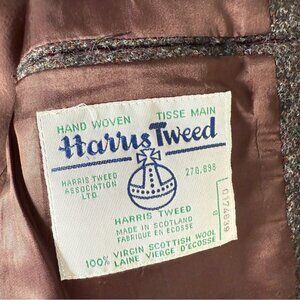 HAND WOVEN TISSE MAIN
Harris Tweed
HARRIS TWEED
ASSOCIATION
LTD.
270,898
HARRIS TWEED
MADE IN SCOTLAND
FABRIQUE EN ECOSSE
100% VIRGIN SCOTTISH WOOL
LAINE VIERGE D'ECOSSE